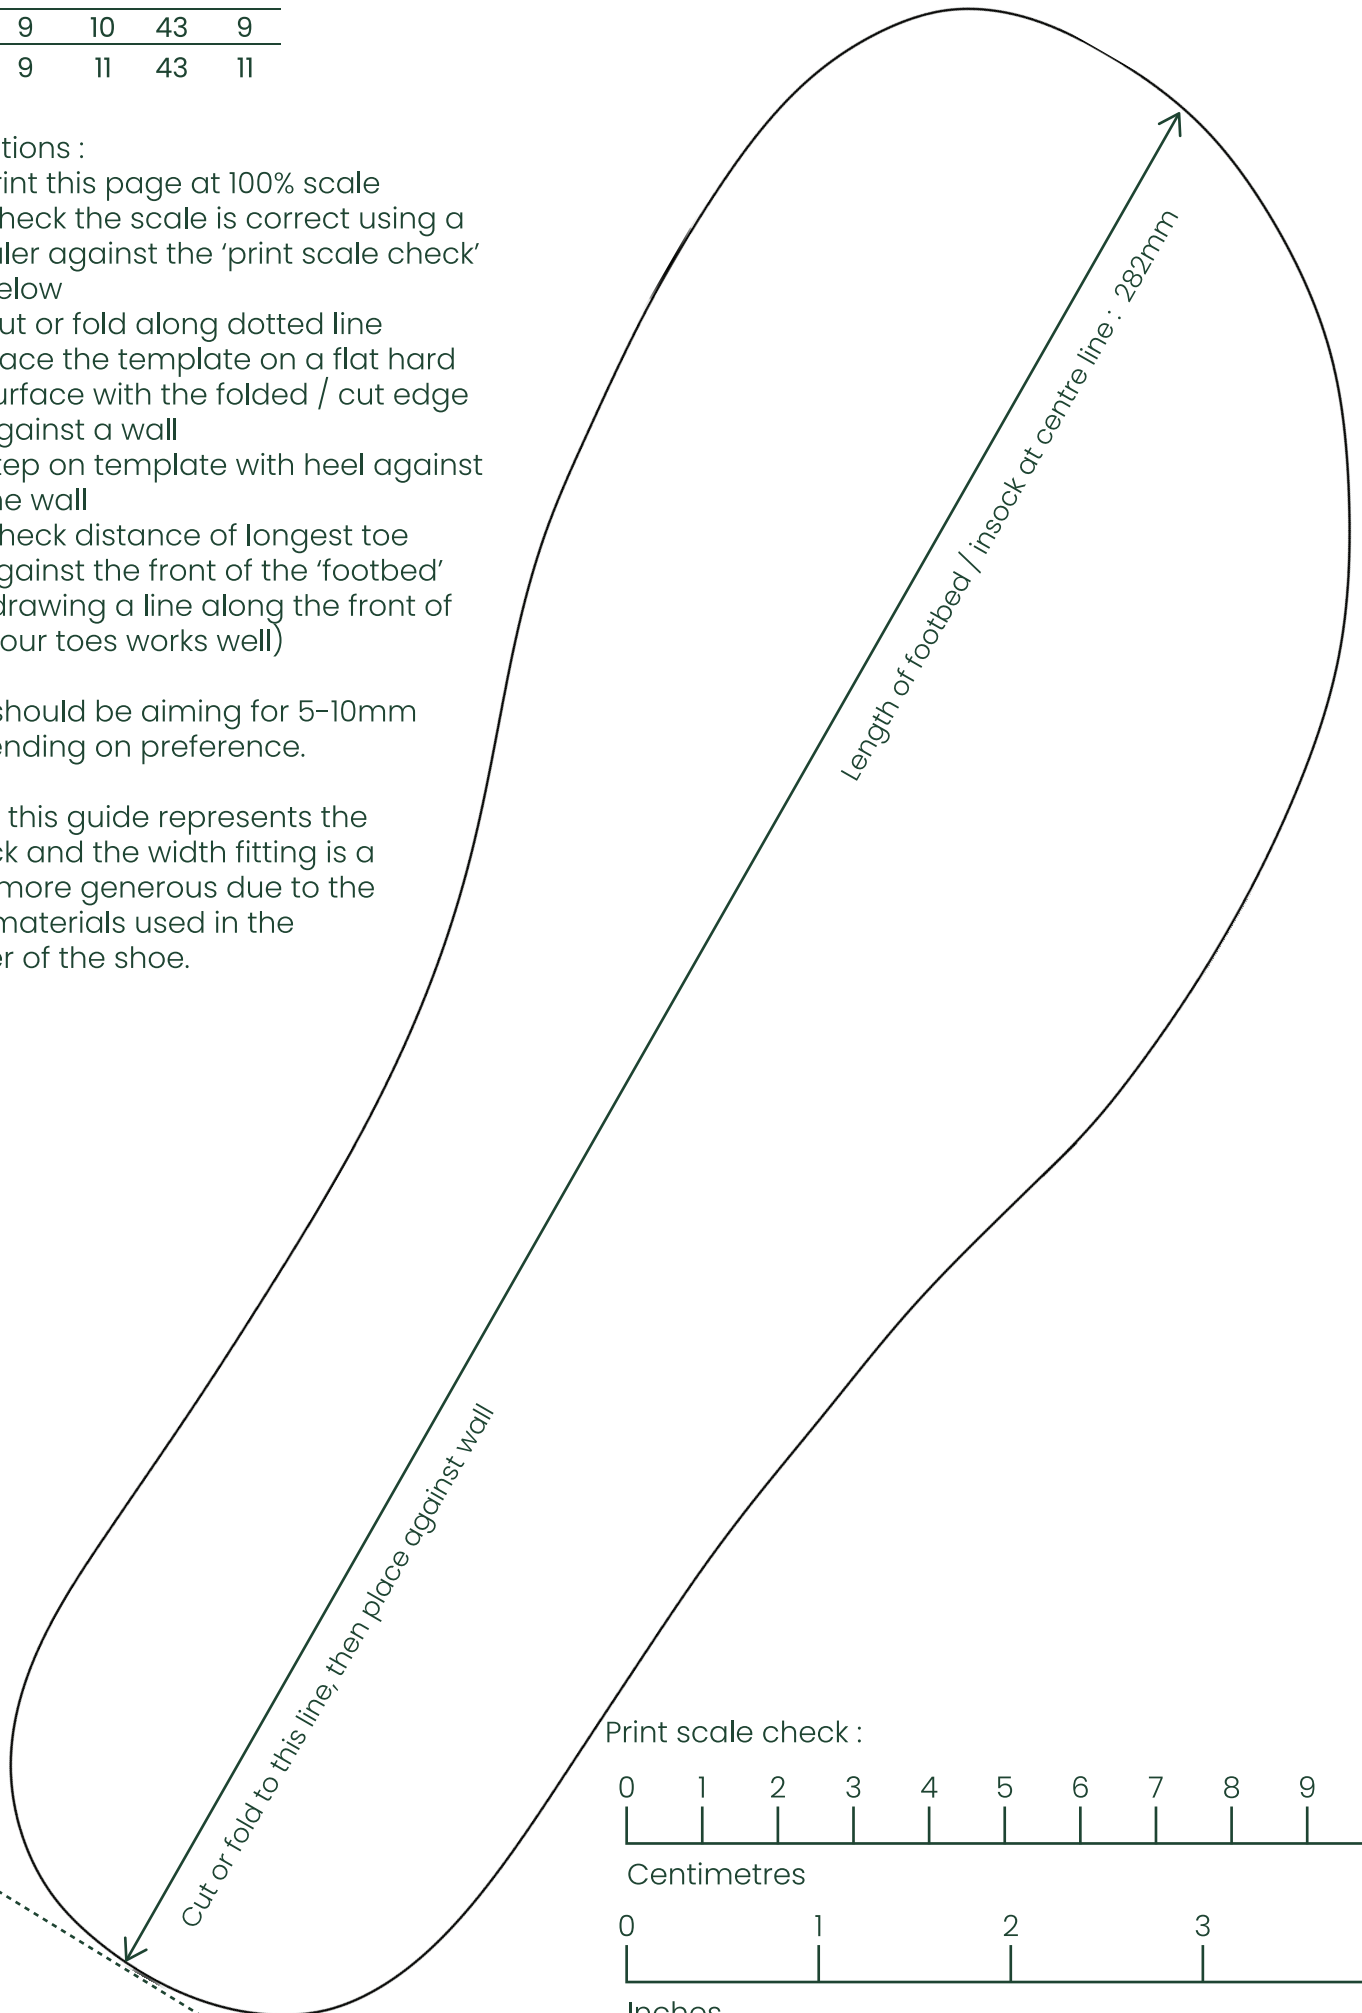 9 10 43 9
9 11 43 11
tions :
rint this page at 100% scale
heck the scale is correct using a
ler against the ‘print scale check’
elow
ut or fold along dotted line
ace the template on a flat hard
urface with the folded / cut edge
gainst a wall
tep on template with heel against
he wall
heck distance of longest toe
gainst the front of the ‘footbed’
drawing a line along the front of
our toes works well)
should be aiming for 5-10mm
ending on preference.
this guide represents the
ck and the width fitting is a
more generous due to the
materials used in the
er of the shoe.
Length of footbed / insock at centre line : 282mm
Cut or fold to this line, then place against wall
Print scale check :
0 1 2 3 4 5 6 7 8 9
Centimetres
0 1 2 3
Inches